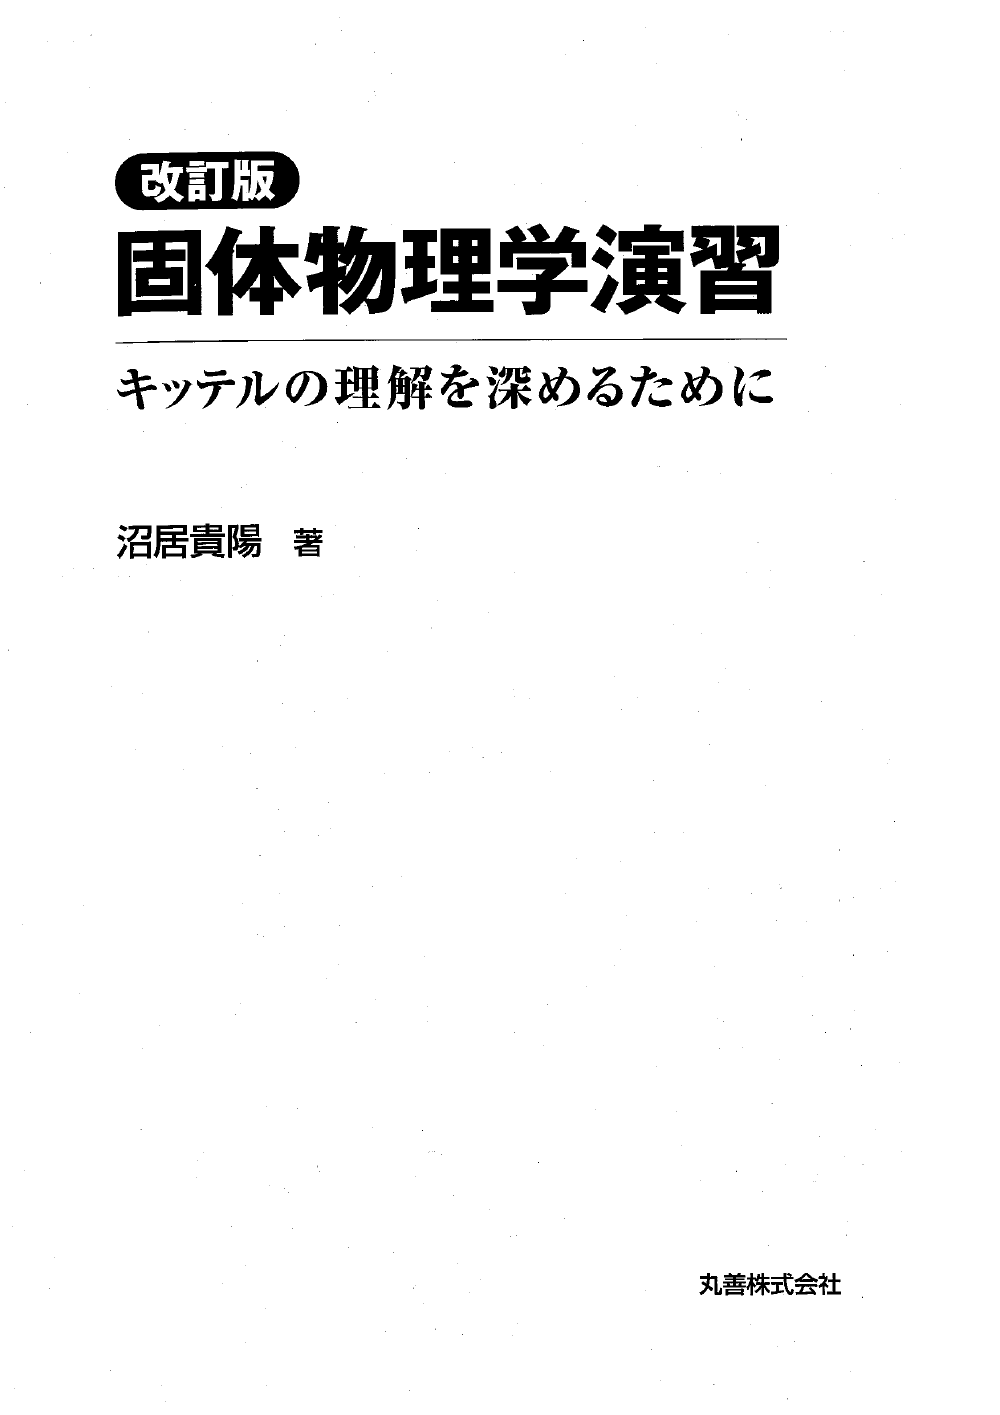 改訂版
固体物理学演習
キッテルの理解を深めるために
沼居貴陽 著
丸善株式会社